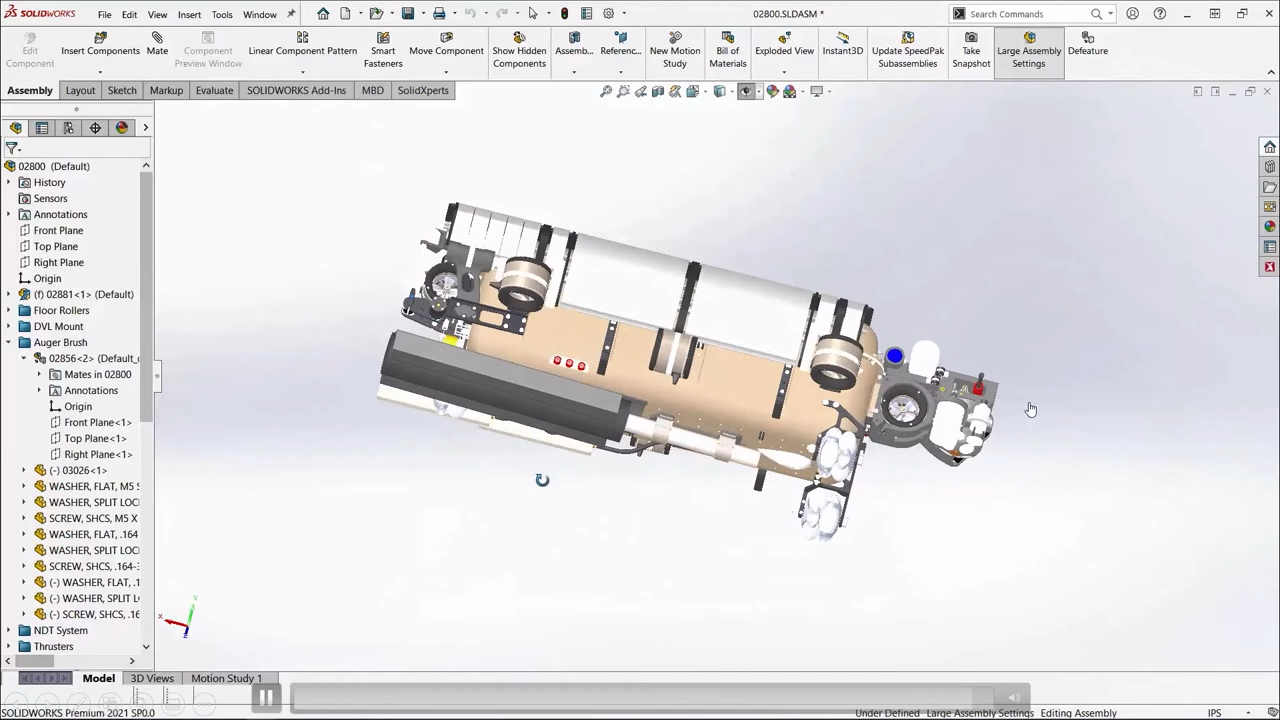 SOLIDWORKS
File
Edit
View
Insert
Tools
Window
02800.SLDASM *
Search Commands
Edit
Component
Insert Components
Mate
Component
Preview Window
Linear Component Pattern
Smart
Fasteners
Move Component
Show Hidden
Components
Assemb...
Referenc...
New Motion
Study
Bill of
Materials
Exploded View
Instant3D
Update SpeedPak
Subassemblies
Take
Snapshot
Large Assembly
Settings
Defeature
Assembly
Layout
Sketch
Markup
Evaluate
SOLIDWORKS Add-Ins
MBD
SolidXperts
02800 (Default)
History
Sensors
Annotations
Front Plane
Top Plane
Right Plane
Origin
(f) 02881<1> (Default)
Floor Rollers
DVL Mount
Auger Brush
02856<2> (Default_
Mates in 02800
Annotations
Origin
Front Plane<1>
Top Plane<1>
Right Plane<1>
(-) 03026<1>
WASHER, FLAT, M5 S
WASHER, SPLIT LOC
SCREW, SHCS, M5 X
WASHER, FLAT, .164
WASHER, SPLIT LOC
SCREW, SHCS, .164-3
(-) WASHER, FLAT, .1
(-) WASHER, SPLIT L
(-) SCREW, SHCS, .16
NDT System
Thrusters
X
Y
Z
Model
3D Views
Motion Study 1
SOLIDWORKS Premium 2021 SP0.0
Under Defined
Large Assembly Settings
Editing Assembly
IPS